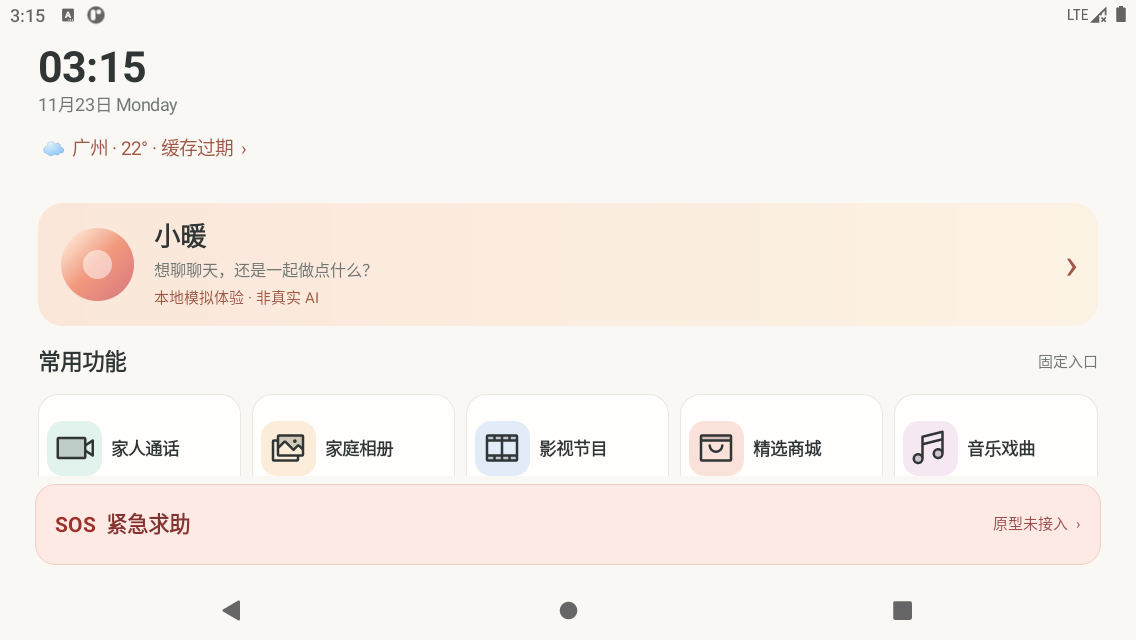 3:15
LTE
03:15
11月23日 Monday
广州 · 22° · 缓存过期 ›
小暖
想聊聊天，还是一起做点什么？
本地模拟体验 · 非真实 AI
常用功能
固定入口
家人通话
家庭相册
影视节目
精选商城
音乐戏曲
SOS 紧急求助
原型未接入 ›